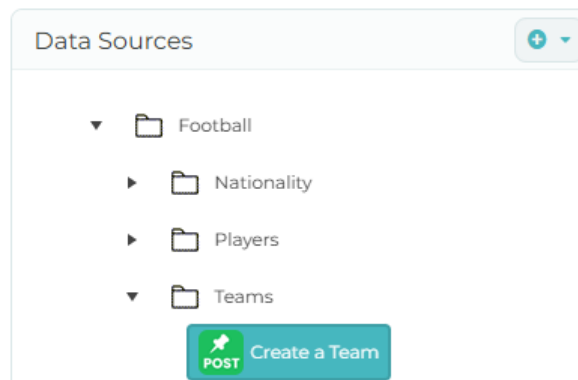 Data Sources
Football
Nationality
Players
Teams
POST Create a Team